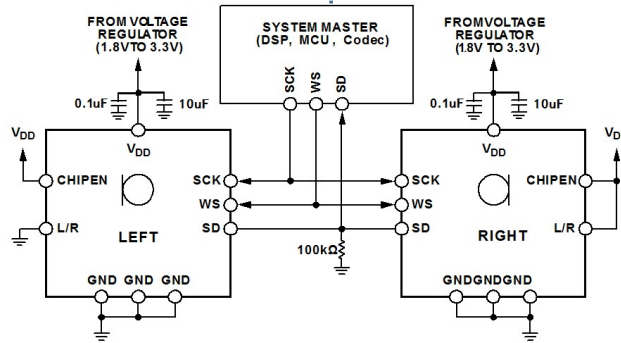 FROM VOLTAGE
REGULATOR
(1.8V TO 3.3V)
SYSTEM MASTER
(DSP, MCU, Codec)
FROMVOLTAGE
REGULATOR
(1.8V TO 3.3V)
SCK
WS
SD
0.1uF
10uF
0.1uF
10uF
VDD
VDD
VDD
VD
CHIPEN
SCK
SCK
CHIPEN
WS
WS
L/R
LEFT
SD
SD
RIGHT
L/R
100kΩ
GND GND GND
GNDGNDGND